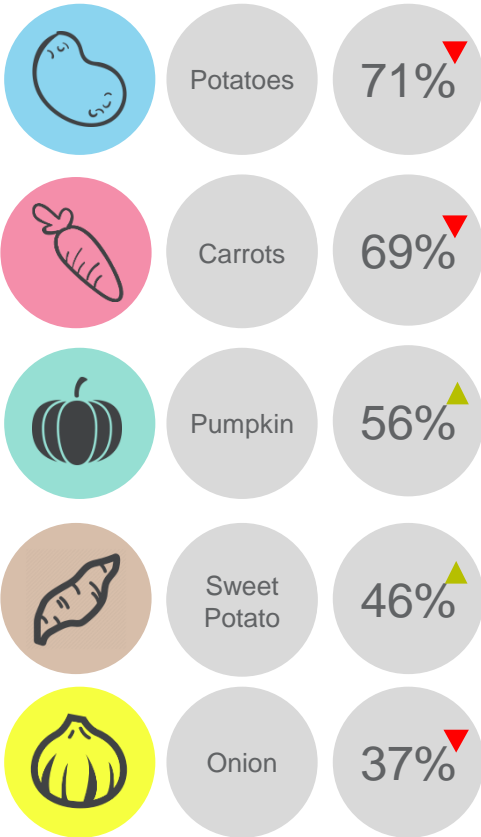 Potatoes
71%
Carrots
69%
Pumpkin
56%
Sweet
Potato
46%
Onion
37%